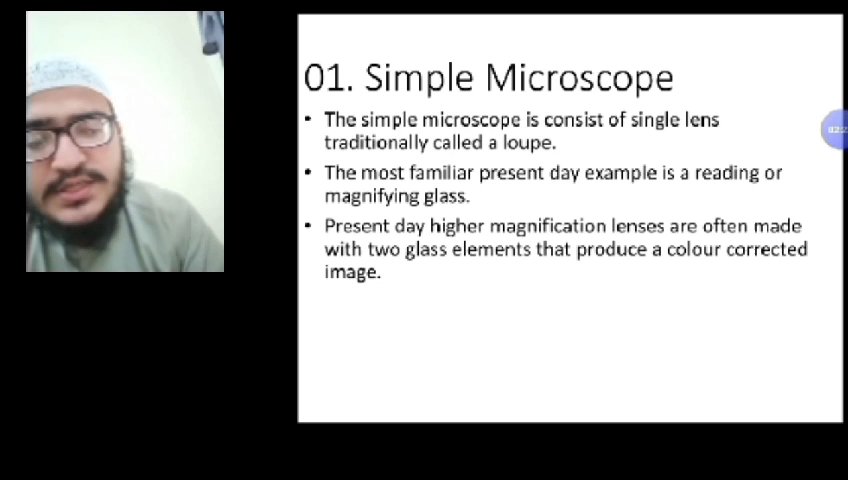 01. Simple Microscope
• The simple microscope is consist of single lens
traditionally called a loupe.
• The most familiar present day example is a reading or
magnifying glass.
• Present day higher magnification lenses are often made
with two glass elements that produce a colour corrected
image.